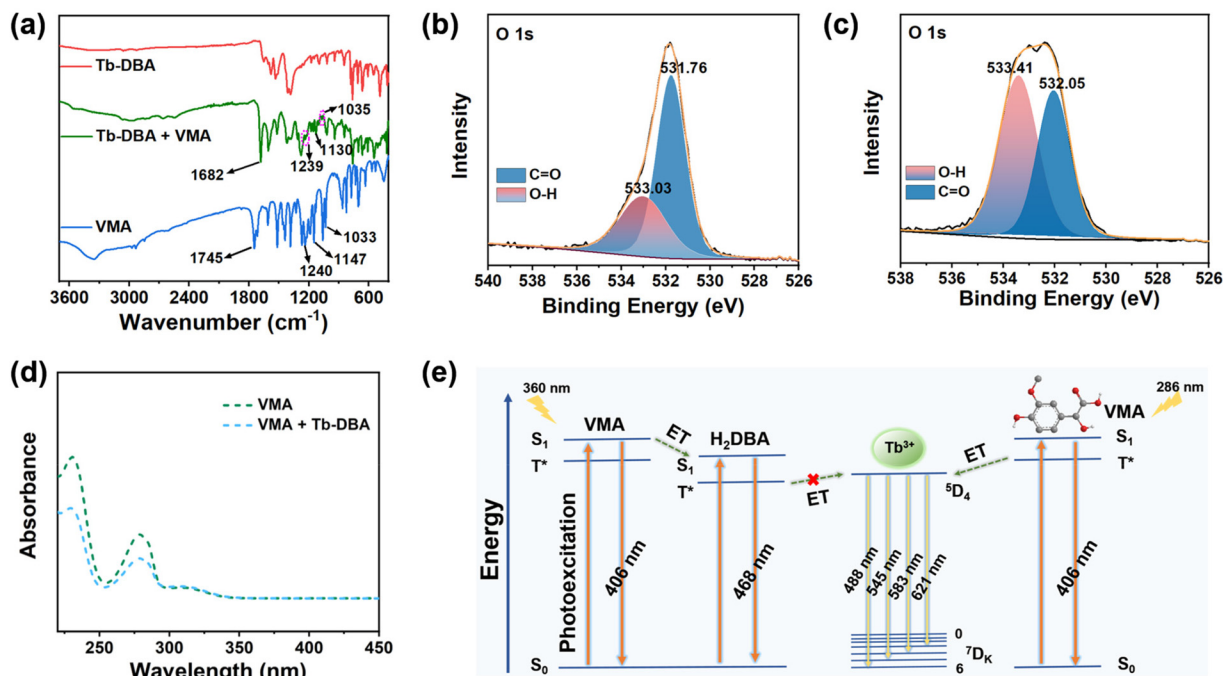 (a)
Tb-DBA
Tb-DBA + VMA
VMA
1035
1130
1239
1682
1033
1147
1240
1745
3600 3000 2400 1800 1200 600
Wavenumber (cm⁻¹)
(b)
O 1s
531.76
533.03
C=O
O-H
Intensity
540 538 536 534 532 530 528 526
Binding Energy (eV)
(c)
O 1s
533.41
532.05
O-H
C=O
Intensity
538 536 534 532 530 528 526
Binding Energy (eV)
(d)
VMA
VMA + Tb-DBA
Absorbance
250 300 350 400 450
Wavelength (nm)
(e)
Energy
360 nm
VMA
S₁
T*
ET
Photoexcitation
406 nm
H₂DBA
S₁
T*
468 nm
ET
Tb³⁺
⁵D₄
488 nm
545 nm
583 nm
621 nm
0
⁷D_K
6
ET
VMA
286 nm
S₁
T*
406 nm
S₀
S₀